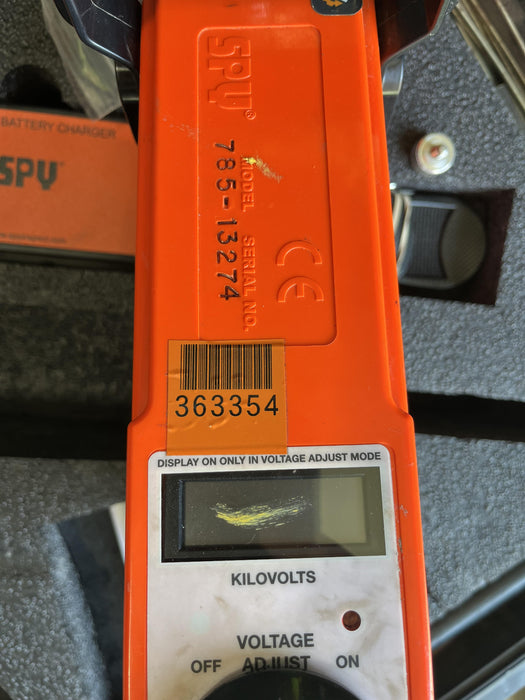 BATTERY CHARGER
SPY®
SPY®
785-13274
MODEL SERIAL NO.
CE
363354
DISPLAY ON ONLY IN VOLTAGE ADJUST MODE
KILOVOLTS
VOLTAGE
OFF ADJUST ON